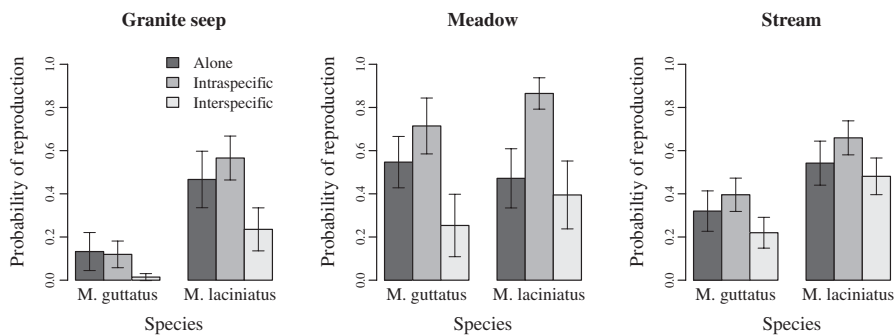 Granite seep
Probability of reproduction
1.0
0.8
0.6
0.4
0.2
0.0
Alone
Intraspecific
Interspecific
M. guttatus M. laciniatus
Species
Meadow
Probability of reproduction
1.0
0.8
0.6
0.4
0.2
0.0
M. guttatus M. laciniatus
Species
Stream
Probabiltiy of reproduction
1.0
0.8
0.6
0.4
0.2
0.0
M. guttatus M. laciniatus
Species